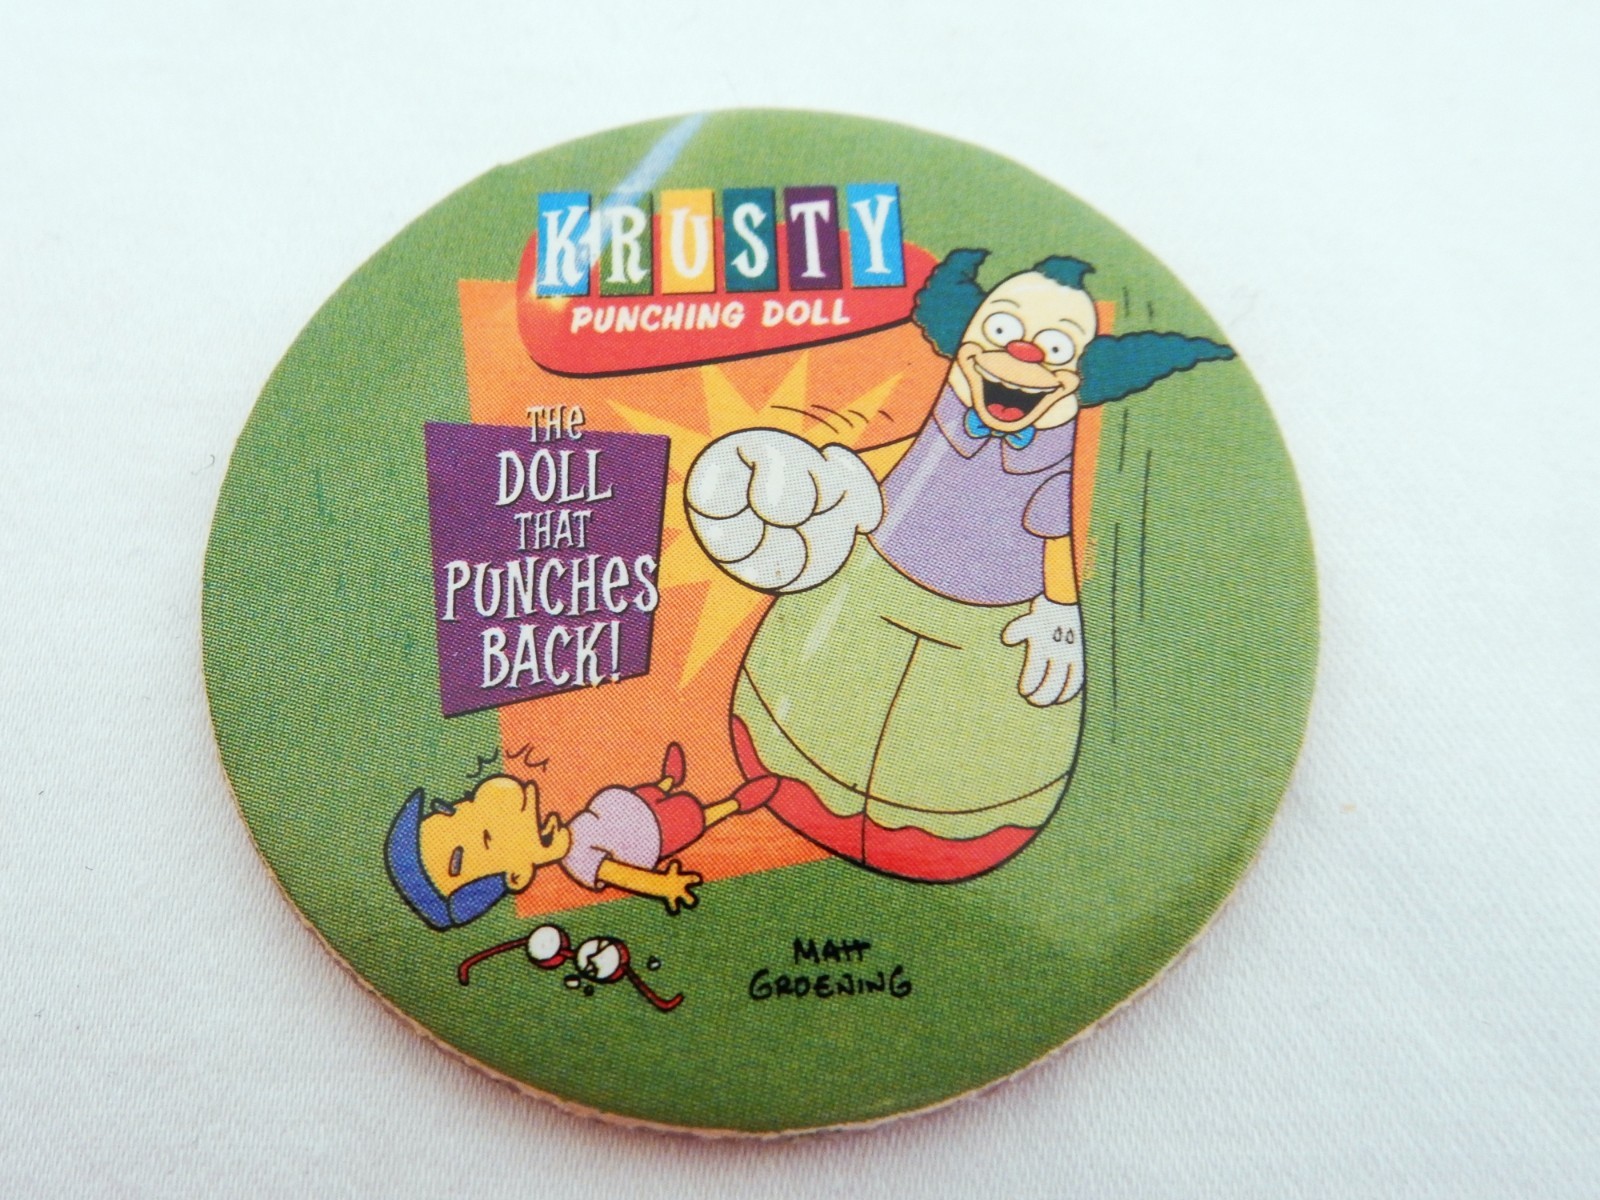 KRUSTY
PUNCHING DOLL
THe
DOLL
THAT
PUNCHeS
BACK!
MATT
GROENING